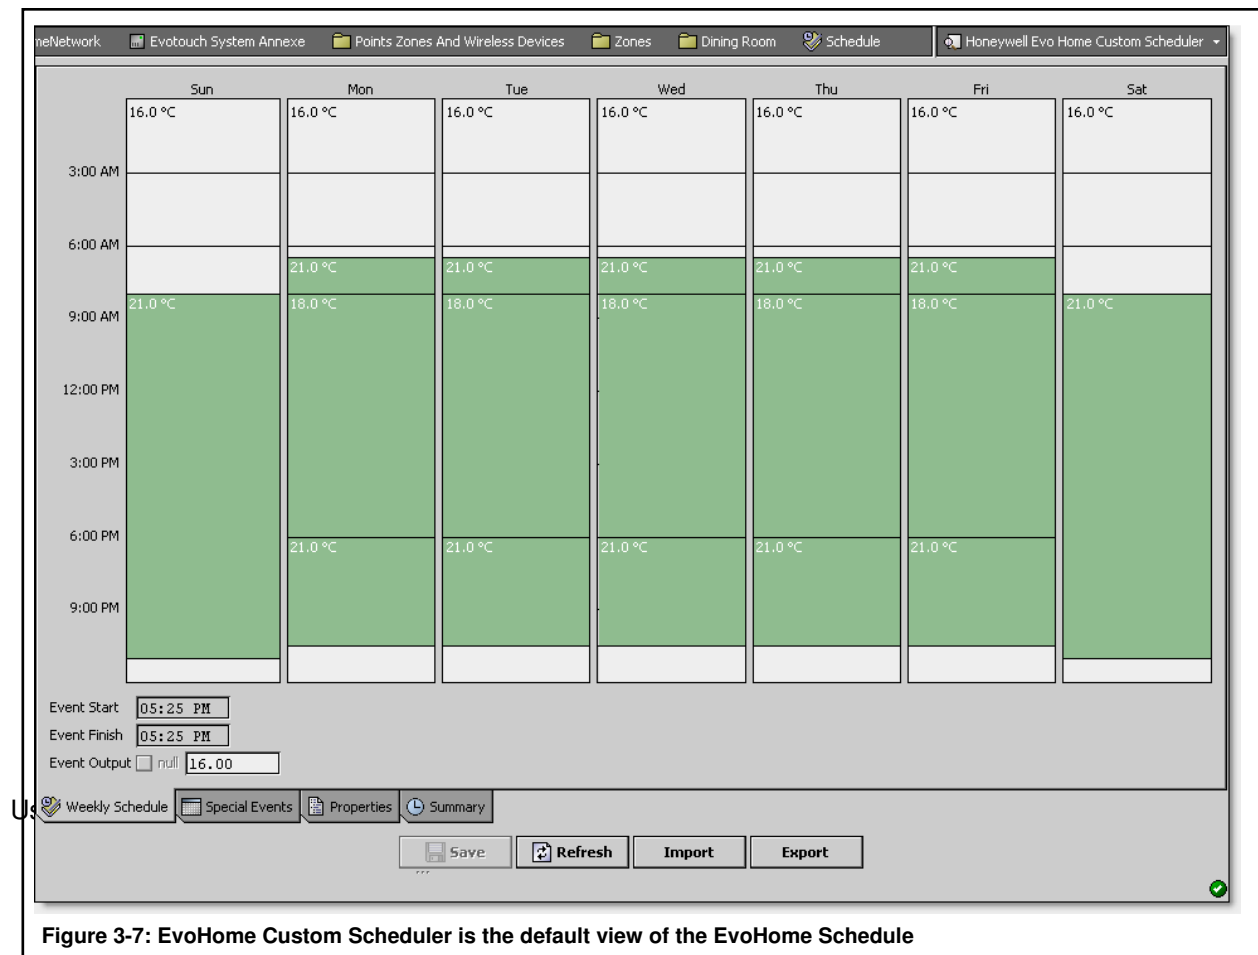 meNetwork Evotouch System Annexe Points Zones And Wireless Devices Zones Dining Room Schedule Honeywell Evo Home Custom Scheduler
Sun Mon Tue Wed Thu Fri Sat
16.0 °C 16.0 °C 16.0 °C 16.0 °C 16.0 °C 16.0 °C 16.0 °C
3:00 AM
6:00 AM
21.0 °C 21.0 °C 21.0 °C 21.0 °C 21.0 °C
21.0 °C 18.0 °C 18.0 °C 18.0 °C 18.0 °C 18.0 °C 21.0 °C
9:00 AM
12:00 PM
3:00 PM
6:00 PM
21.0 °C 21.0 °C 21.0 °C 21.0 °C 21.0 °C
9:00 PM
Event Start 05:25 PM
Event Finish 05:25 PM
Event Output null 16.00
Weekly Schedule Special Events Properties Summary
Save Refresh Import Export
Figure 3-7: EvoHome Custom Scheduler is the default view of the EvoHome Schedule